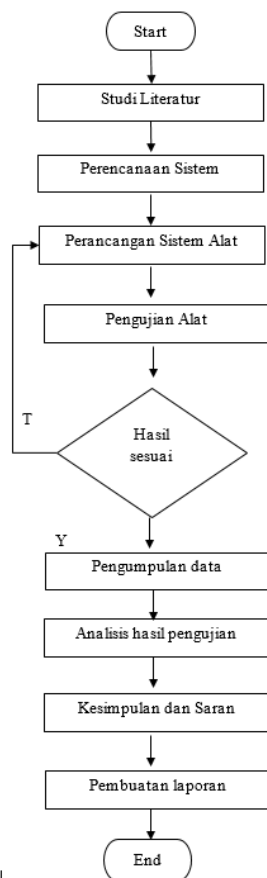 Start
Studi Literatur
Perencanaan Sistem
Perancangan Sistem Alat
Pengujian Alat
Hasil
sesuai
T
Y
Pengumpulan data
Analisis hasil pengujian
Kesimpulan dan Saran
Pembuatan laporan
End